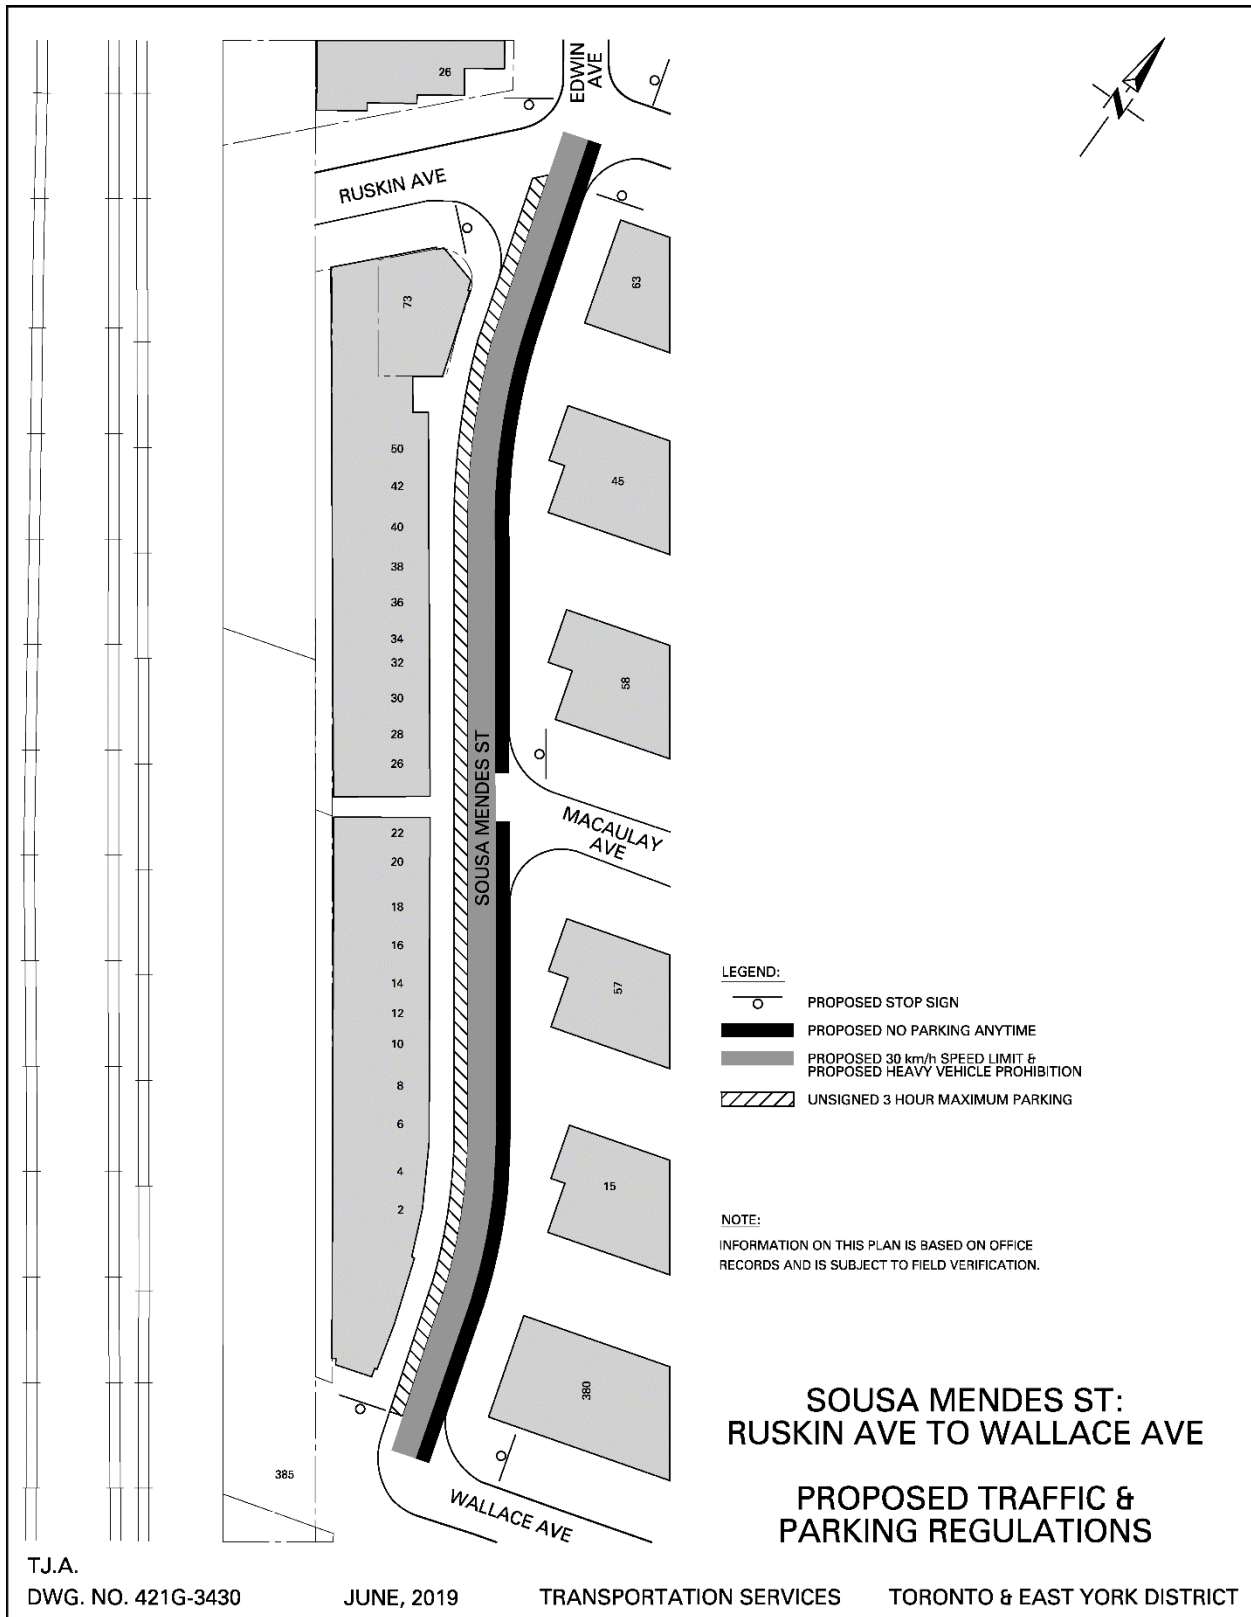 26
EDWIN
AVE
N
RUSKIN AVE
63
73
50
45
42
40
38
36
34
58
32
30
28
26
SOUSA MENDES ST
MACAULAY
AVE
22
20
18
16
14
57
12
10
8
6
4
15
2
380
385
WALLACE AVE
LEGEND:
PROPOSED STOP SIGN
PROPOSED NO PARKING ANYTIME
PROPOSED 30 km/h SPEED LIMIT &
PROPOSED HEAVY VEHICLE PROHIBITION
UNSIGNED 3 HOUR MAXIMUM PARKING
NOTE:
INFORMATION ON THIS PLAN IS BASED ON OFFICE
RECORDS AND IS SUBJECT TO FIELD VERIFICATION.
SOUSA MENDES ST:
RUSKIN AVE TO WALLACE AVE
PROPOSED TRAFFIC &
PARKING REGULATIONS
TJ.A.
DWG. NO. 421G-3430 JUNE, 2019 TRANSPORTATION SERVICES TORONTO & EAST YORK DISTRICT